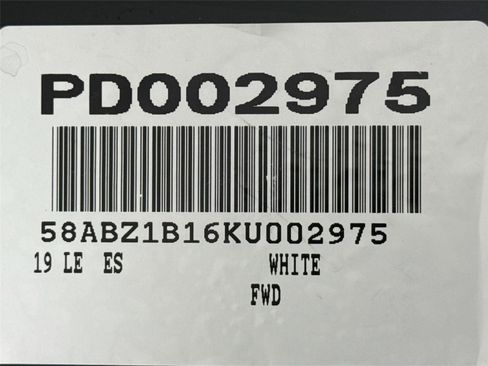 PD002975
58ABZ1B16KU002975
19 LE ES WHITE
FWD